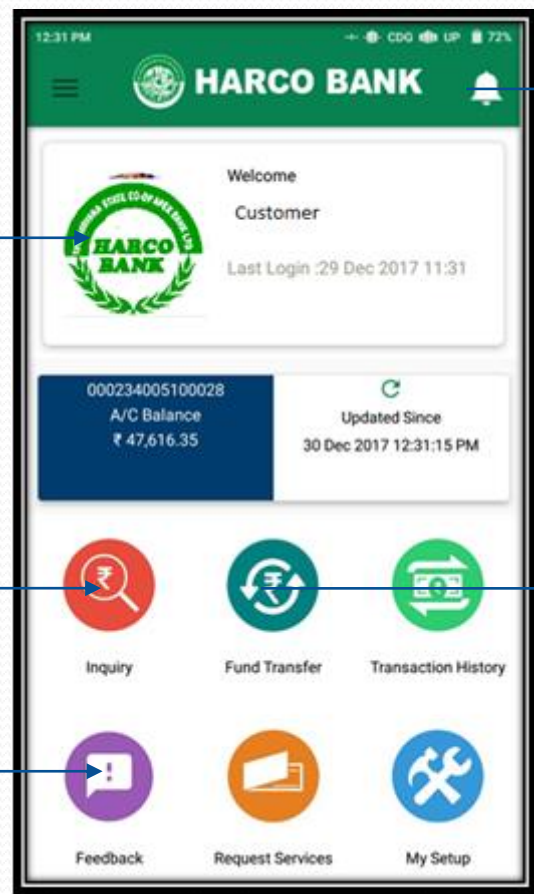 12:31 PM CDG UP 72%
HARCO BANK
HARCO
BANK
Welcome
Customer
Last Login :29 Dec 2017 11:31
000234005100028
A/C Balance
₹ 47,616.35
Updated Since
30 Dec 2017 12:31:15 PM
Inquiry Fund Transfer Transaction History
Feedback Request Services My Setup